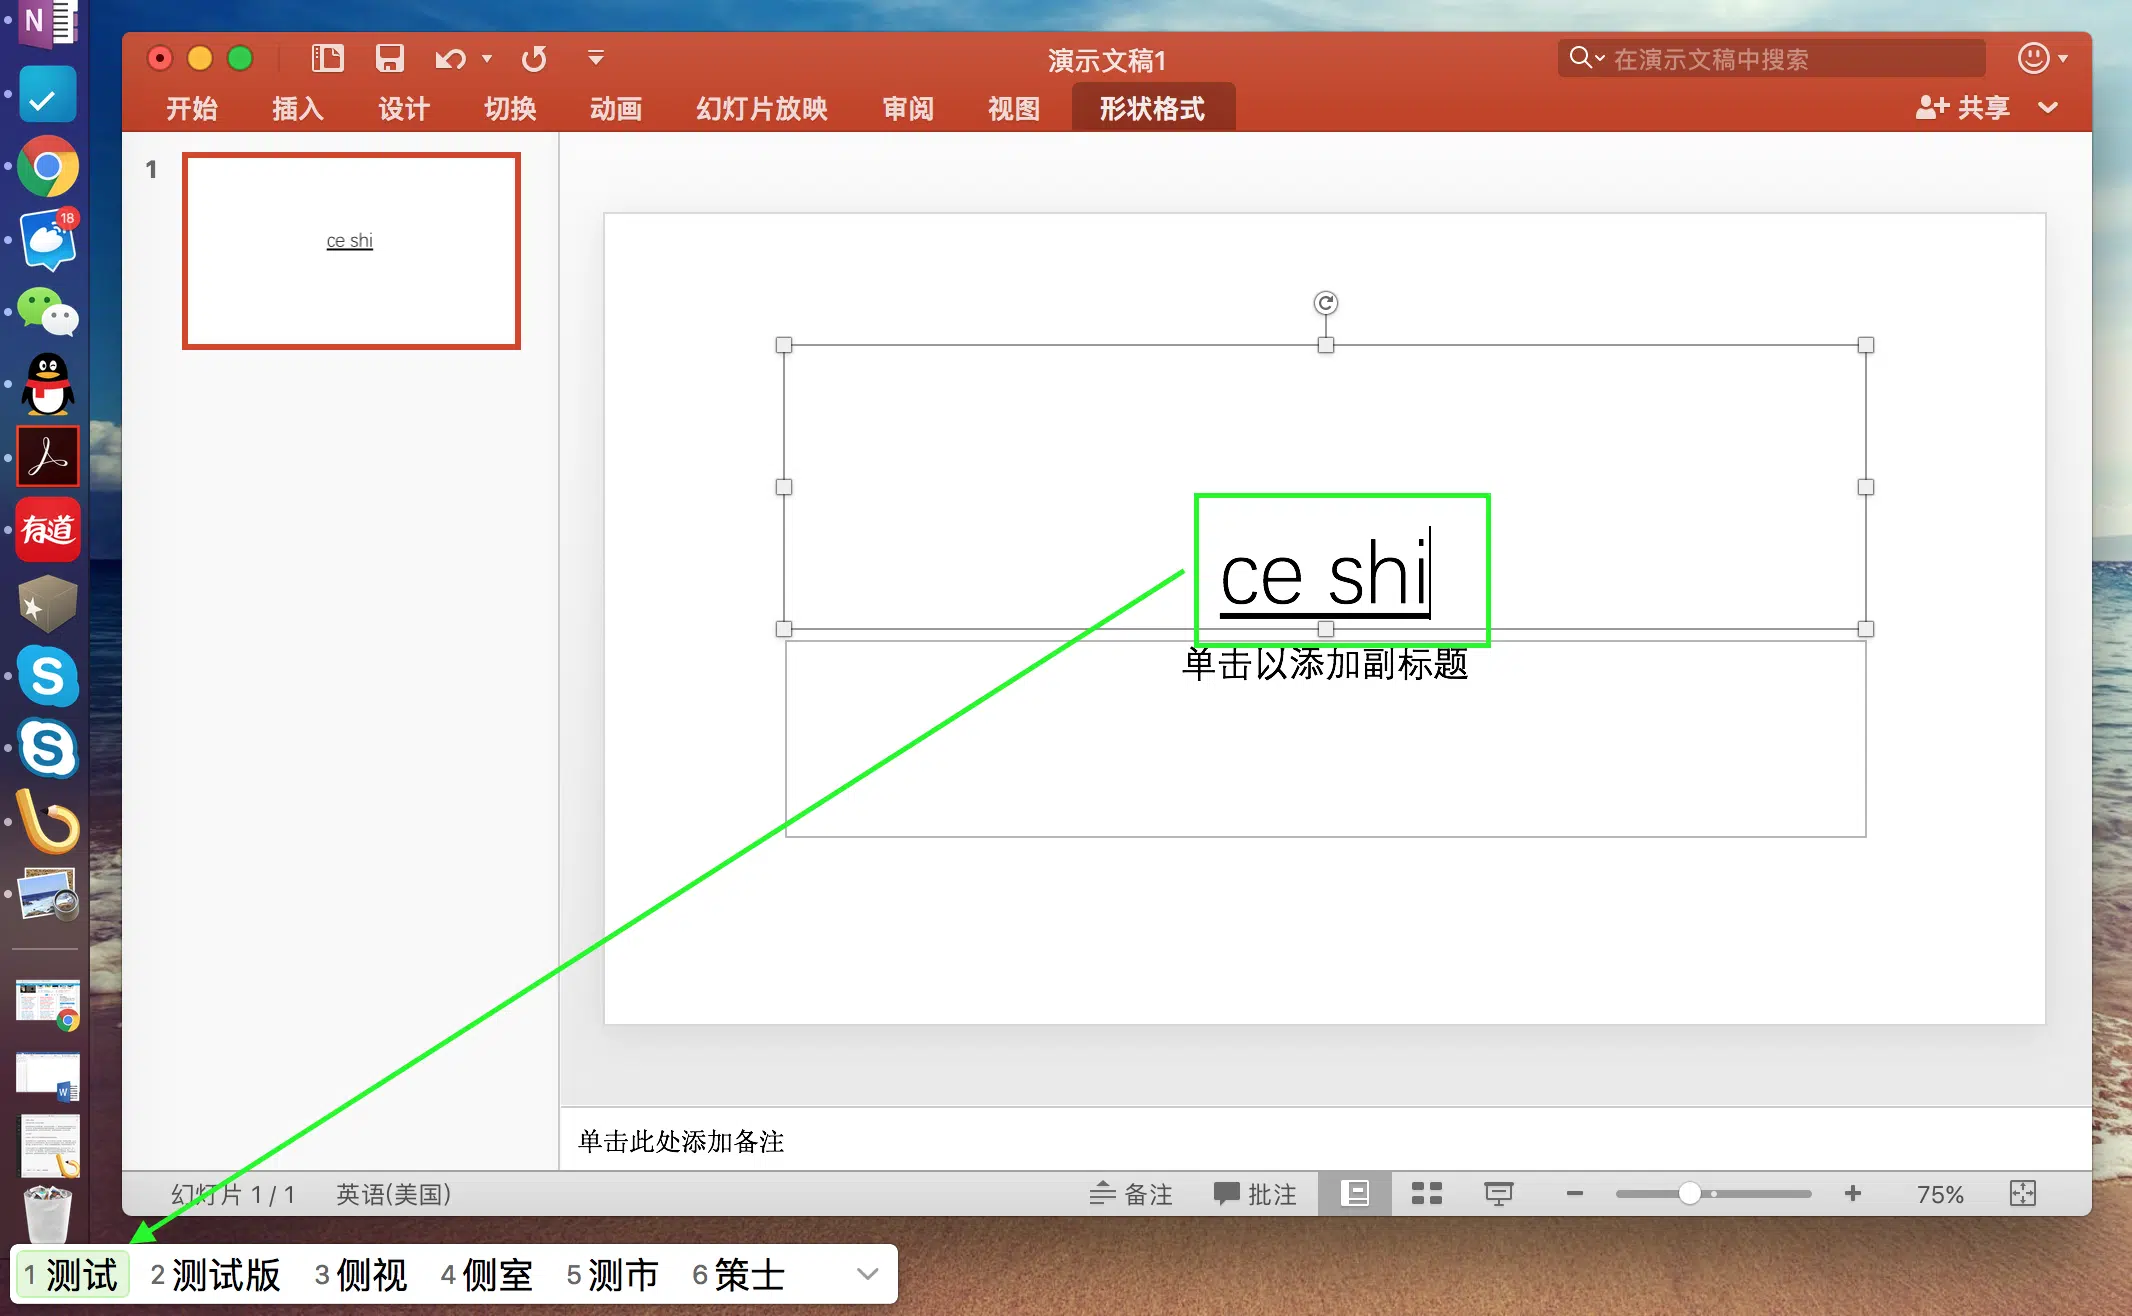 N
演示文稿1
在演示文稿中搜索
开始 插入 设计 切换 动画 幻灯片放映 审阅 视图 形状格式 共享
18
有道
S
S
1
ce shi
ce shi
单击以添加副标题
单击此处添加备注
幻灯片 1 / 1 英语(美国) 备注 批注 75%
W
1 测试 2 测试版 3 侧视 4 侧室 5 测市 6 策士